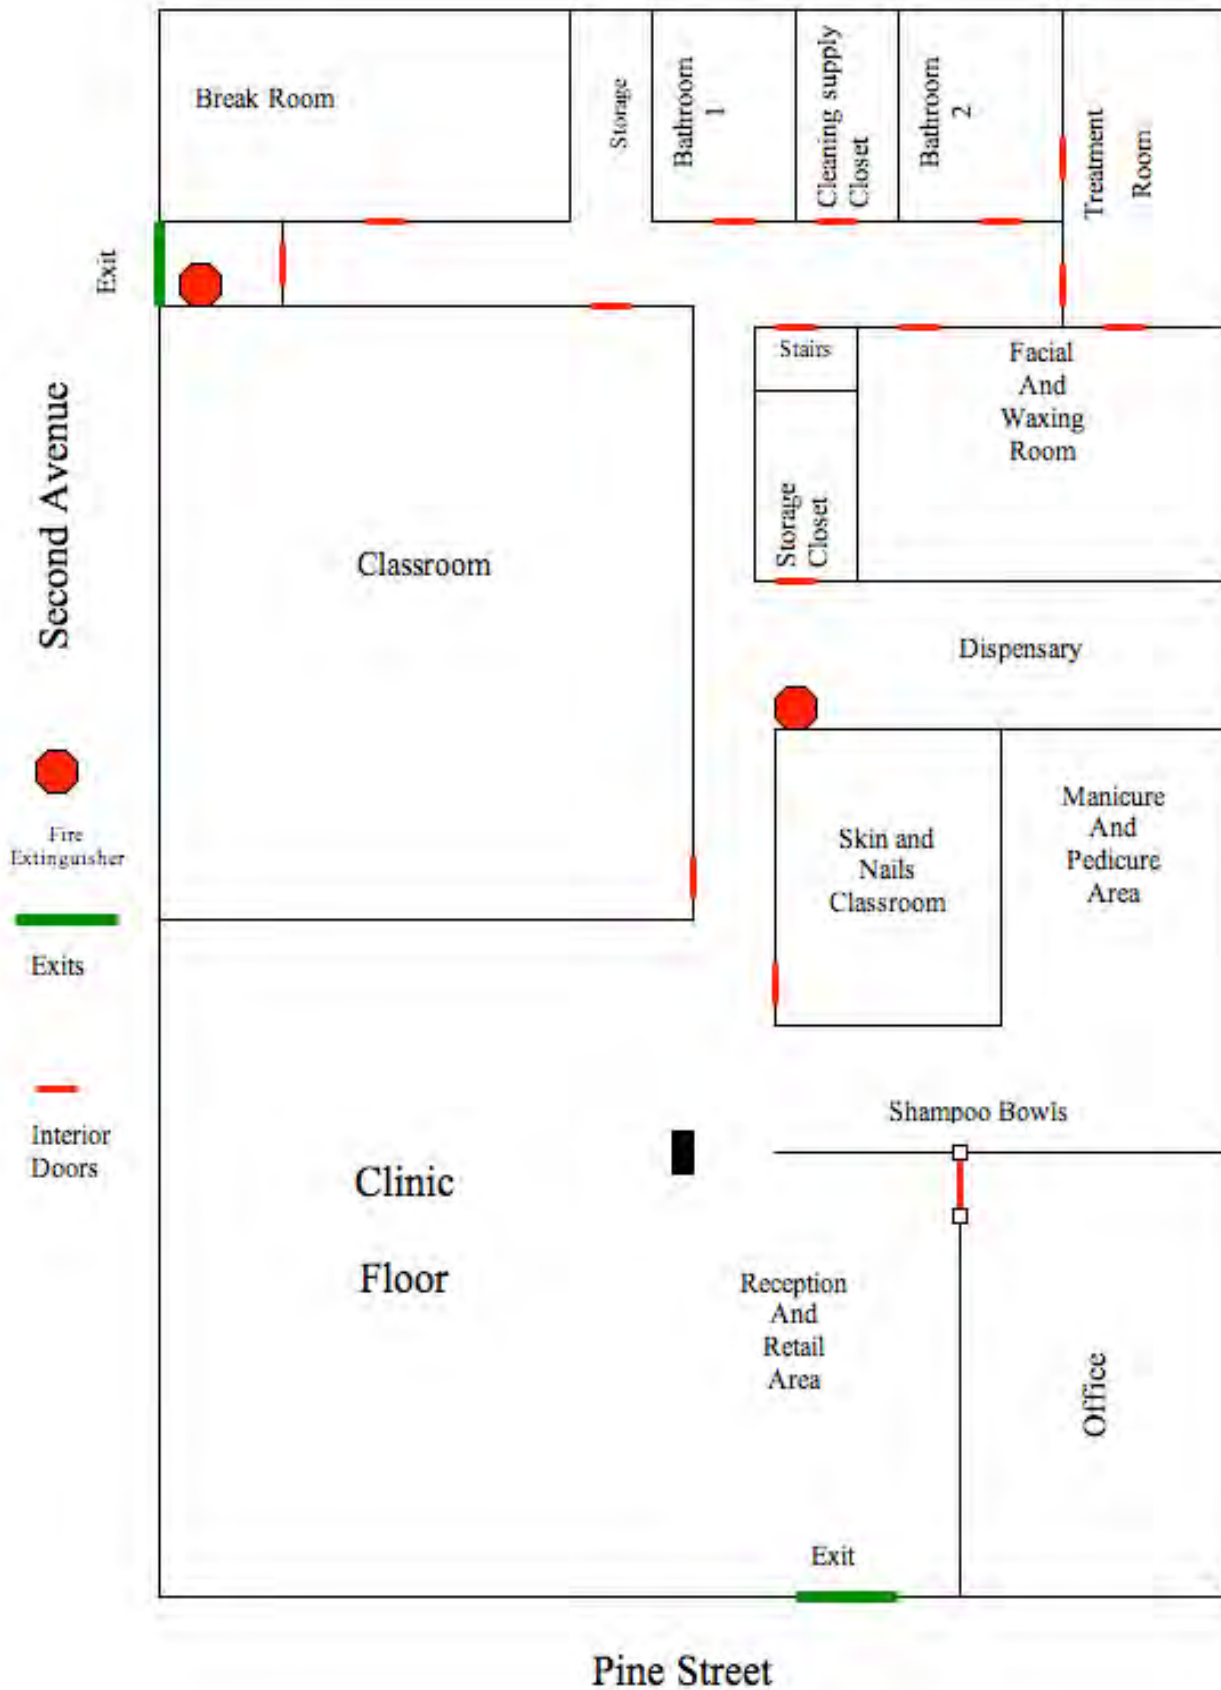 Break Room
Storage
Bathroom
1
Cleaning supply
Closet
Bathroom
2
Treatment
Room
Exit
Stairs
Facial
And
Waxing
Room
Storage
Closet
Second Avenue
Classroom
Dispensary
Fire
Extinguisher
Manicure
And
Pedicure
Area
Skin and
Nails
Classroom
Exits
Interior
Doors
Shampoo Bowls
Clinic
Floor
Reception
And
Retail
Area
Office
Exit
Pine Street